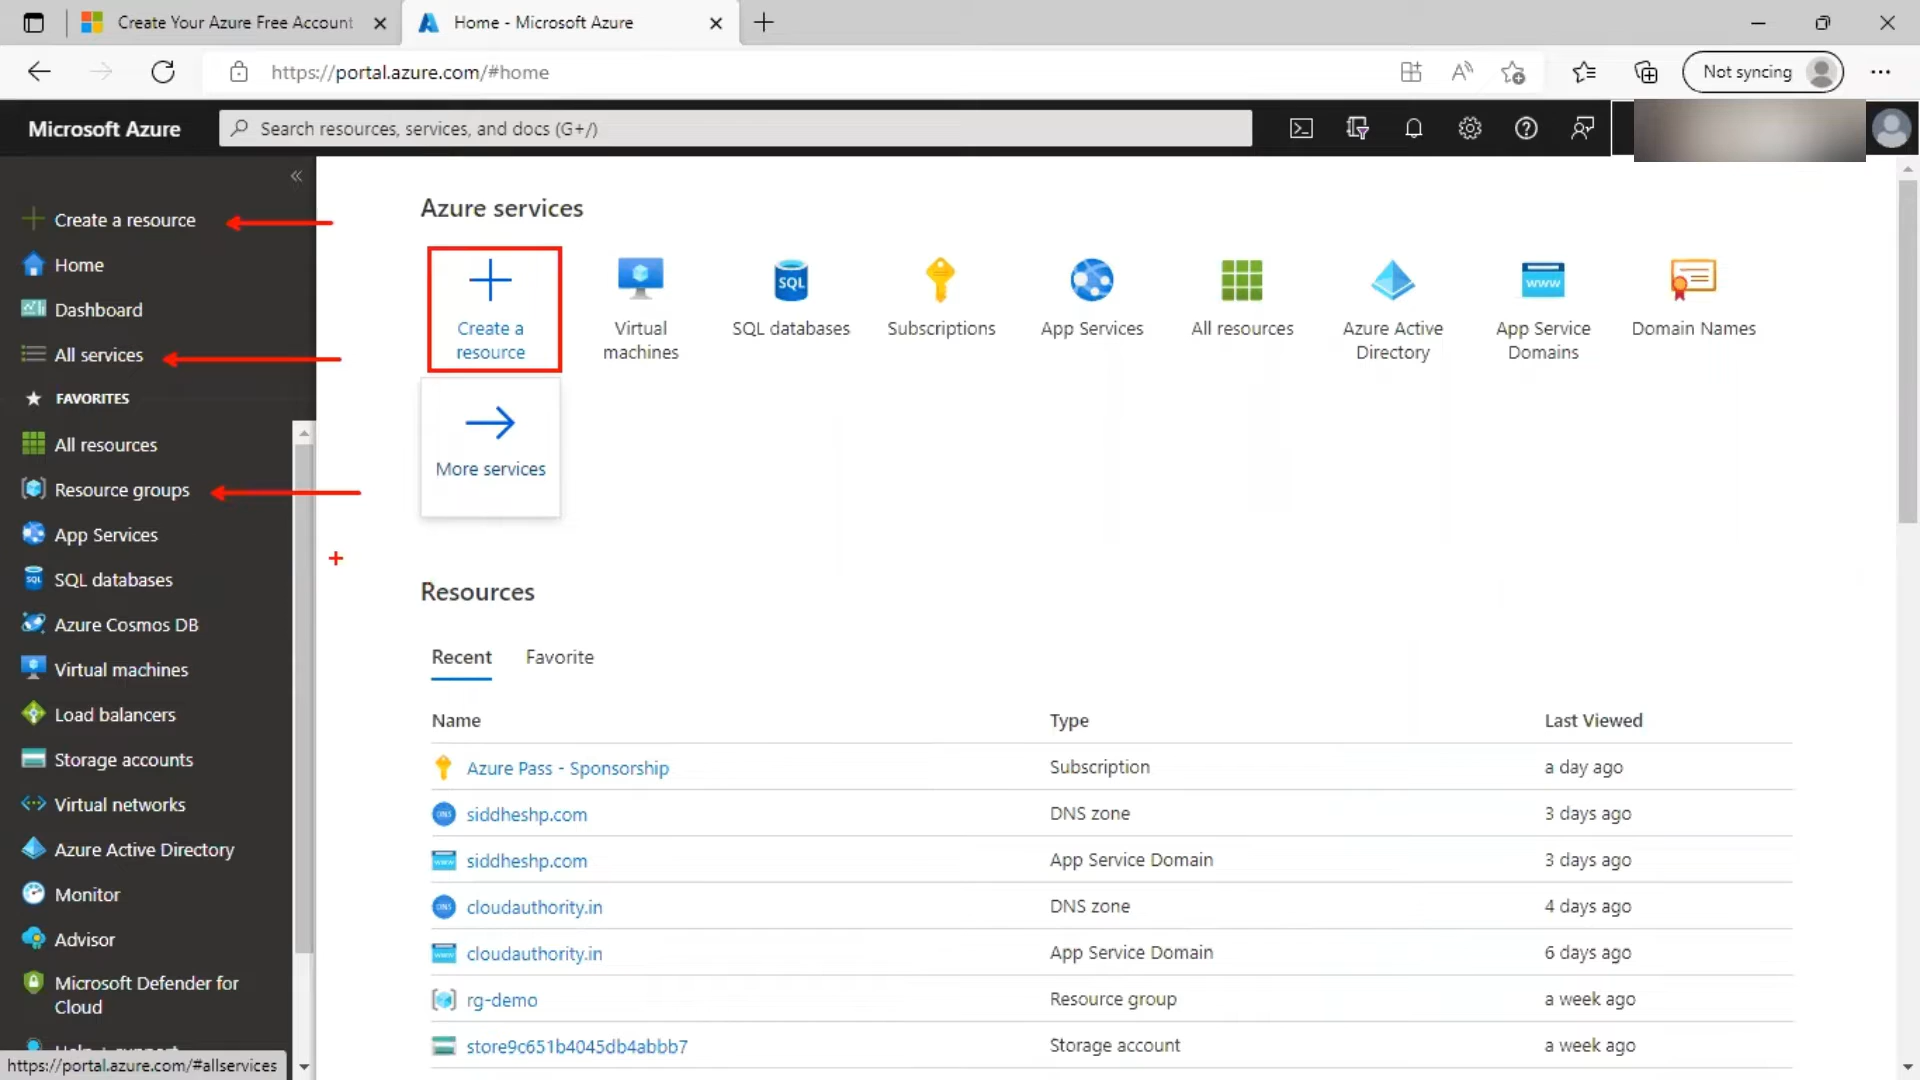 Create Your Azure Free Account
Home - Microsoft Azure
https://portal.azure.com/#home
Not syncing
Microsoft Azure
Search resources, services, and docs (G+/)
Create a resource
Home
Dashboard
All services
FAVORITES
All resources
Resource groups
App Services
SQL databases
Azure Cosmos DB
Virtual machines
Load balancers
Storage accounts
Virtual networks
Azure Active Directory
Monitor
Advisor
Microsoft Defender for
Cloud
https://portal.azure.com/#allservices
Azure services
Create a
resource
Virtual
machines
SQL
SQL databases
Subscriptions
App Services
All resources
Azure Active
Directory
www
App Service
Domains
Domain Names
More services
Resources
Recent Favorite
Name Type Last Viewed
Azure Pass - Sponsorship Subscription a day ago
DNS siddheshp.com DNS zone 3 days ago
www siddheshp.com App Service Domain 3 days ago
DNS cloudauthority.in DNS zone 4 days ago
www cloudauthority.in App Service Domain 6 days ago
rg-demo Resource group a week ago
store9c651b4045db4abbb7 Storage account a week ago